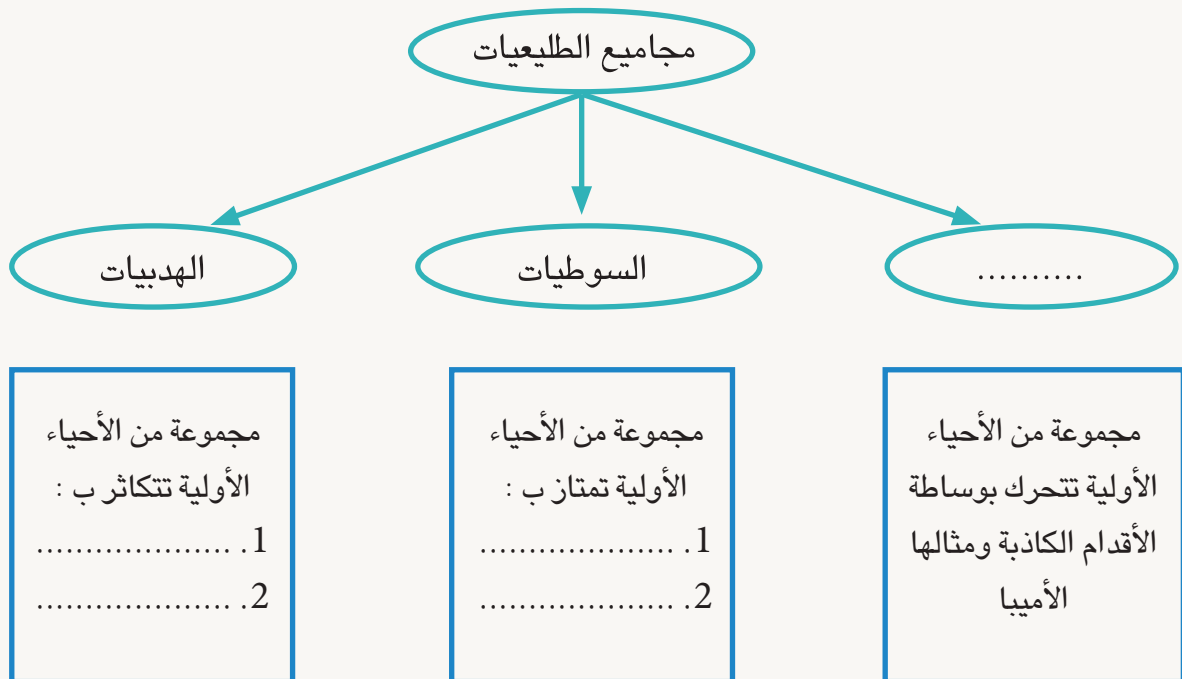 مجاميع الطليعيات
..........
السوطيات
الهدبيات
مجموعة من الأحياء
الأولية تتحرك بوساطة
الأقدام الكاذبة ومثالها
الأميبا
مجموعة من الأحياء
الأولية تمتاز ب :
1. ....................
2. ....................
مجموعة من الأحياء
الأولية تتكاثر ب :
1. ....................
2. ....................